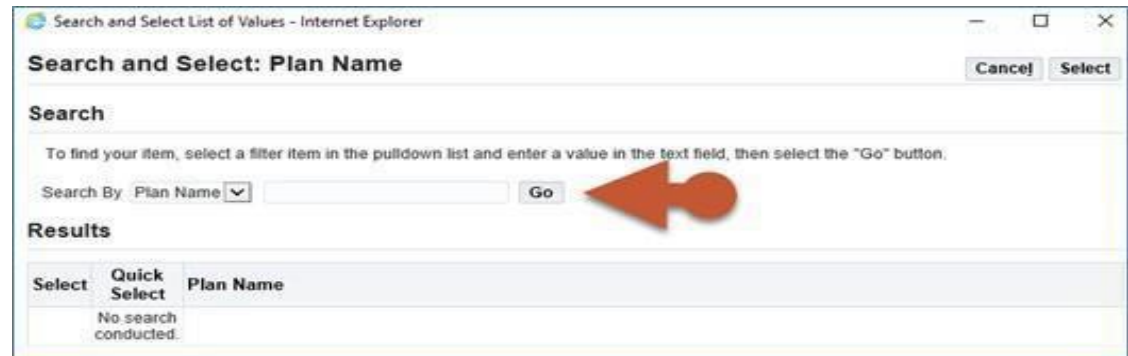 Search and Select List of Values - Internet Explorer
Search and Select: Plan Name
Cancel Select
Search
To find your item, select a filter item in the pulldown list and enter a value in the text field, then select the "Go" button.
Search By Plan Name Go
Results
Select Quick Select Plan Name
No search
conducted.